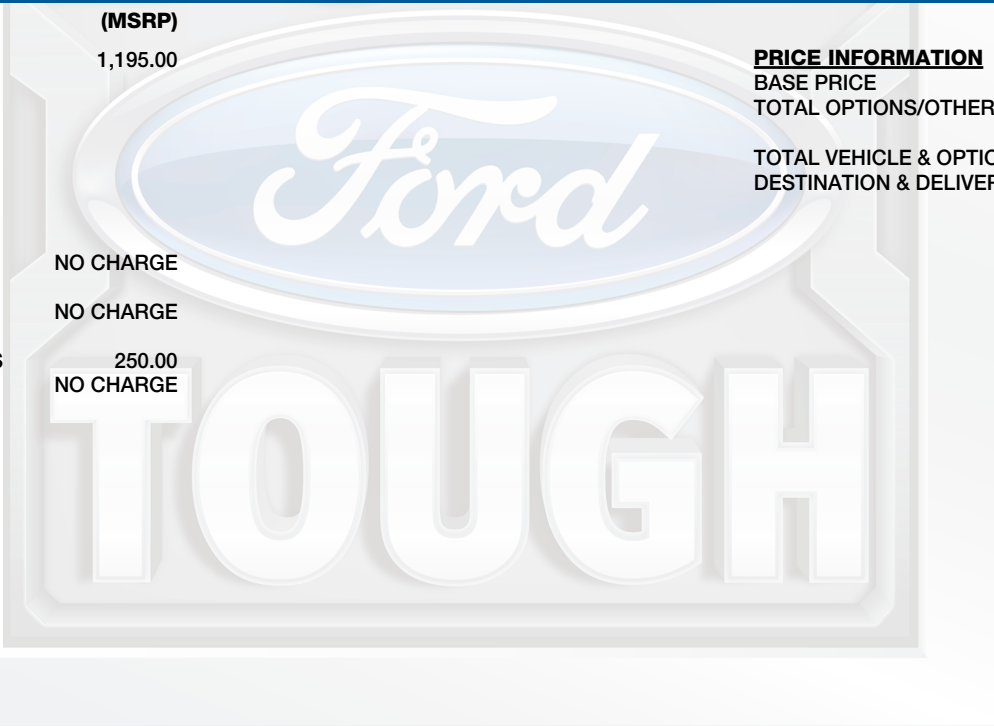 (MSRP)
1,195.00
NO CHARGE
NO CHARGE
S 250.00
NO CHARGE
PRICE INFORMATION
BASE PRICE
TOTAL OPTIONS/OTHER
TOTAL VEHICLE & OPTIO
DESTINATION & DELIVER
Ford
TOUGH